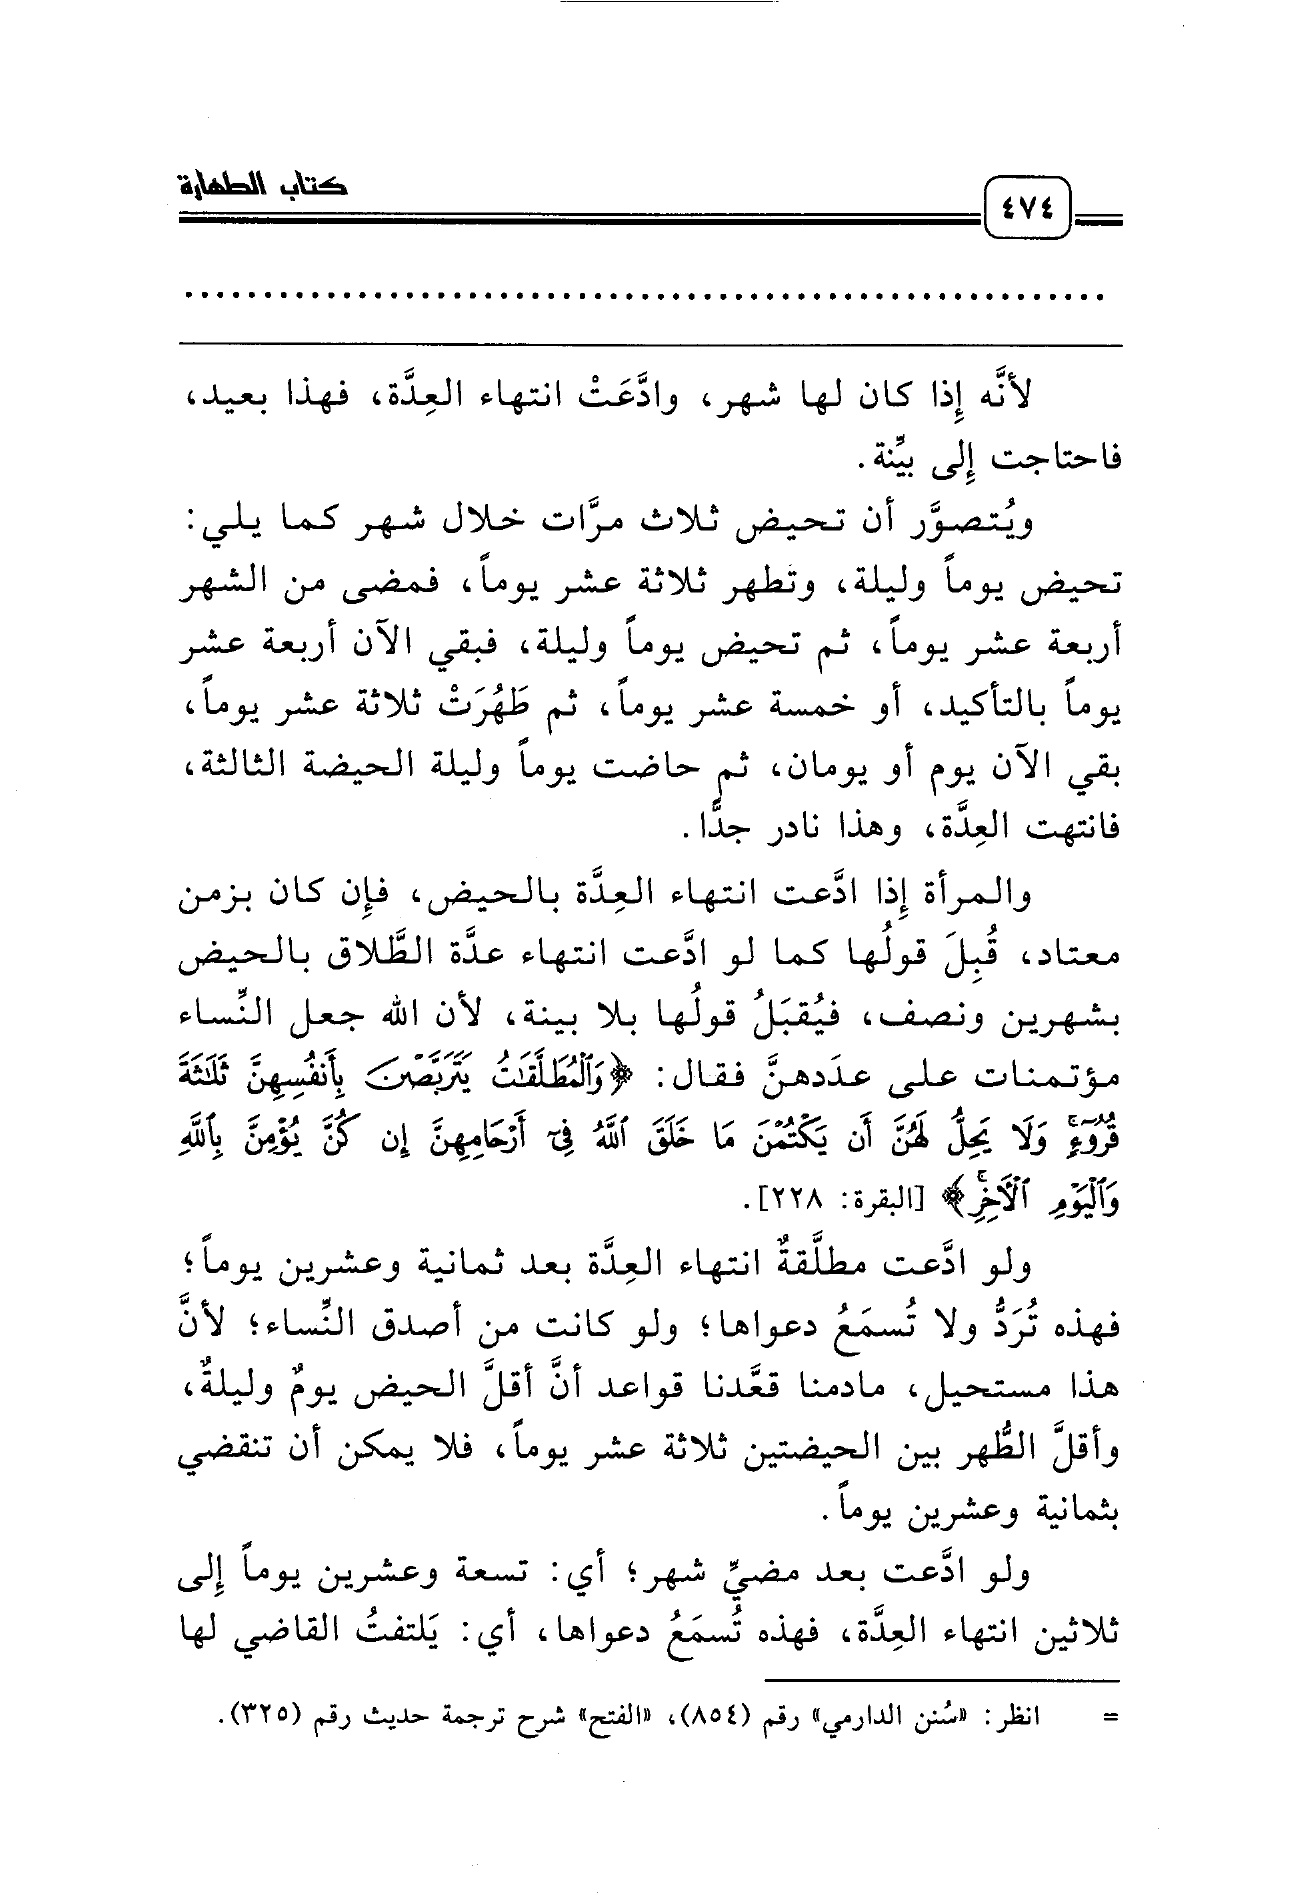 كتاب الطهارة
٤٧٤
لأنَّه إِذا كان لها شهر، وادَّعَتْ انتهاء العِدَّة، فهذا بعيد،
فاحتاجت إِلى بيِّنة.
ويُتصوَّر أن تحيض ثلاث مرَّات خلال شهر كما يلي:
تحيض يوماً وليلة، وتطهر ثلاثة عشر يوماً، فمضى من الشهر
أربعة عشر يوماً، ثم تحيض يوماً وليلة، فبقي الآن أربعة عشر
يوماً بالتأكيد، أو خمسة عشر يوماً، ثم طَهُرَتْ ثلاثة عشر يوماً،
بقي الآن يوم أو يومان، ثم حاضت يوماً وليلة الحيضة الثالثة،
فانتهت العِدَّة، وهذا نادر جدًّا.
والمرأة إِذا ادَّعت انتهاء العِدَّة بالحيض، فإِن كان بزمن
معتاد، قُبِلَ قولُها كما لو ادَّعت انتهاء عدَّة الطَّلاق بالحيض
بشهرين ونصف، فيُقبَلُ قولُها بلا بينة، لأن الله جعل النِّساء
مؤتمنات على عدَدهنَّ فقال: ﴿وَٱلْمُطَلَّقَٰتُ يَتَرَبَّصْنَ بِأَنفُسِهِنَّ ثَلَٰثَةَ
قُرُوٓءٍۚ وَلَا يَحِلُّ لَهُنَّ أَن يَكْتُمْنَ مَا خَلَقَ ٱللَّهُ فِىٓ أَرْحَامِهِنَّ إِن كُنَّ يُؤْمِنَّ بِٱللَّهِ
وَٱلْيَوْمِ ٱلْءَاخِرِۚ﴾ [البقرة: ٢٢٨].
ولو ادَّعت مطلَّقةٌ انتهاء العِدَّة بعد ثمانية وعشرين يوماً؛
فهذه تُرَدُّ ولا تُسمَعُ دعواها؛ ولو كانت من أصدق النِّساء؛ لأنَّ
هذا مستحيل، مادمنا قعَّدنا قواعد أنَّ أقلَّ الحيض يومٌ وليلةٌ،
وأقلَّ الطُّهر بين الحيضتين ثلاثة عشر يوماً، فلا يمكن أن تنقضي
بثمانية وعشرين يوماً.
ولو ادَّعت بعد مضيِّ شهر؛ أي: تسعة وعشرين يوماً إِلى
ثلاثين انتهاء العِدَّة، فهذه تُسمَعُ دعواها، أي: يَلتفتُ القاضي لها
= انظر: «سُنن الدارمي» رقم (٨٥٤)، «الفتح» شرح ترجمة حديث رقم (٣٢٥).